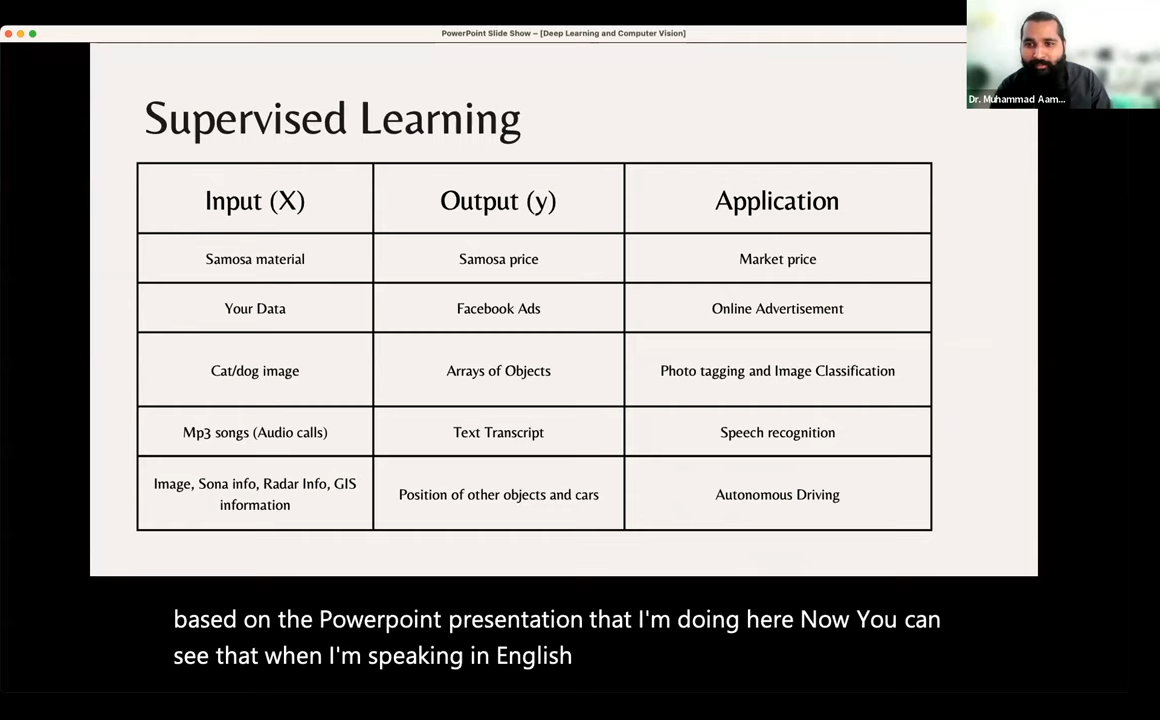 PowerPoint Slide Show – [Deep Learning and Computer Vision]
Dr. Muhammad Aam...
Supervised Learning
Input (X) Output (y) Application
Samosa material Samosa price Market price
Your Data Facebook Ads Online Advertisement
Cat/dog image Arrays of Objects Photo tagging and Image Classification
Mp3 songs (Audio calls) Text Transcript Speech recognition
Image, Sona info, Radar Info, GIS
information Position of other objects and cars Autonomous Driving
based on the Powerpoint presentation that I'm doing here Now You can
see that when I'm speaking in English